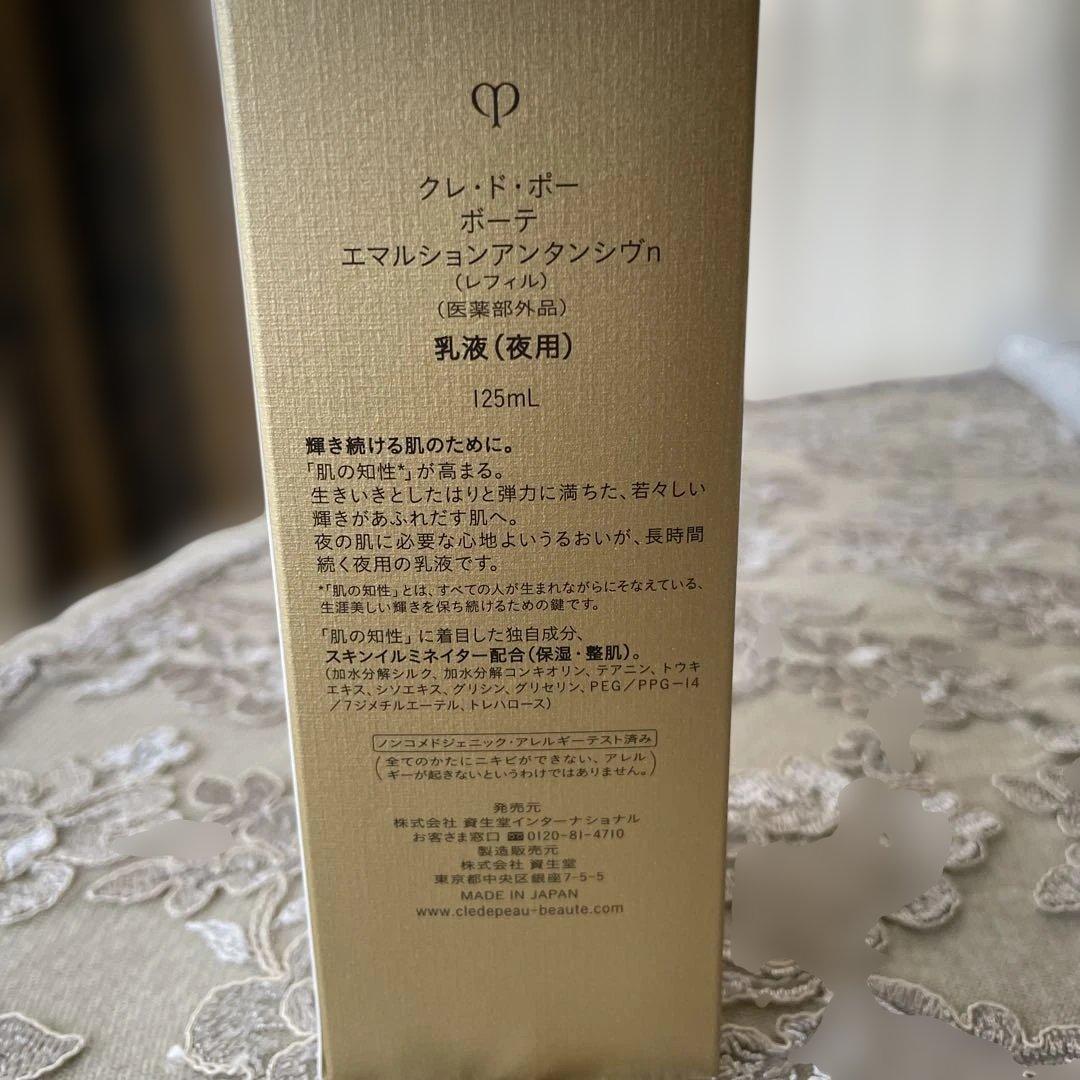 クレ・ド・ポー
ボーテ
エマルションアンタンシヴn
(レフィル)
(医薬部外品)
乳液(夜用)
125mL
輝き続ける肌のために。
「肌の知性*」が高まる。
生きいきとしたはりと弾力に満ちた、若々しい
輝きがあふれだす肌へ。
夜の肌に必要な心地よいうるおいが、長時間
続く夜用の乳液です。
*「肌の知性」とは、すべての人が生まれながらにそなえている、
生涯美しい輝きを保ち続けるための鍵です。
「肌の知性」に着目した独自成分、
スキンイルミネイター配合(保湿・整肌)。
(加水分解シルク、加水分解コンキオリン、テアニン、トウキ
エキス、シソエキス、グリシン、グリセリン、PEG/PPG-14
/7ジメチルエーテル、トレハロース)
ノンコメドジェニック・アレルギーテスト済み
(全てのかたにニキビができない、アレル
ギーが起きないというわけではありません。)
発売元
株式会社 資生堂インターナショナル
お客さま窓口 0120-81-4710
製造販売元
株式会社 資生堂
東京都中央区銀座7-5-5
MADE IN JAPAN
www.cledepeau-beaute.com